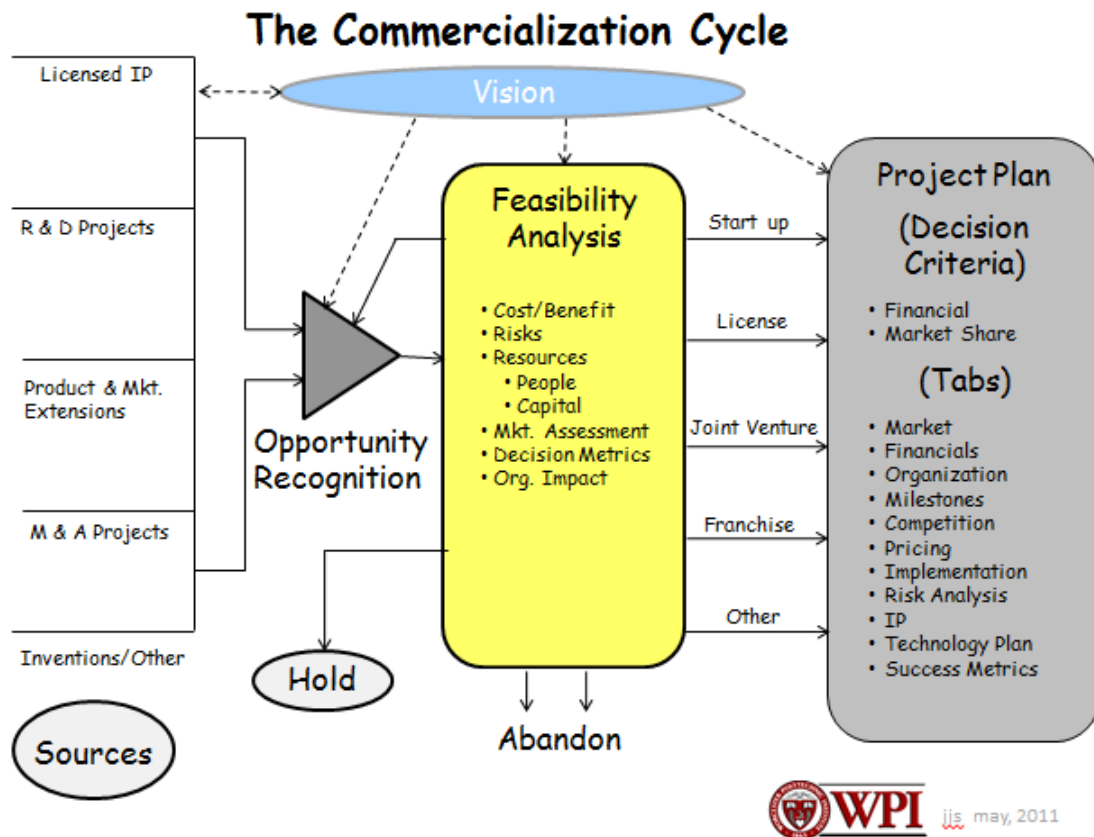 The Commercialization Cycle
Licensed IP
R & D Projects
Product & Mkt.
Extensions
M & A Projects
Inventions/Other
Sources
Vision
Opportunity
Recognition
Hold
Feasibility
Analysis
• Cost/Benefit
• Risks
• Resources
• People
• Capital
• Mkt. Assessment
• Decision Metrics
• Org. Impact
Abandon
Start up
License
Joint Venture
Franchise
Other
Project Plan
(Decision
Criteria)
• Financial
• Market Share
(Tabs)
• Market
• Financials
• Organization
• Milestones
• Competition
• Pricing
• Implementation
• Risk Analysis
• IP
• Technology Plan
• Success Metrics
WPI
jjs may, 2011